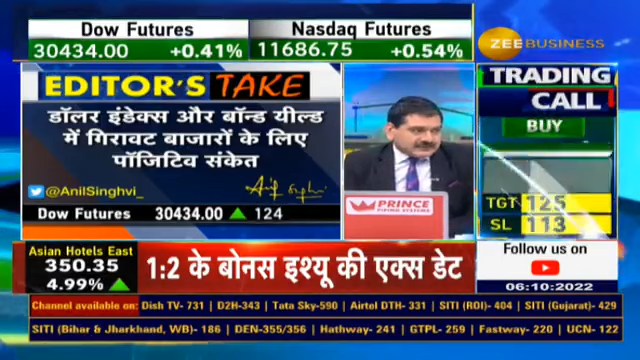 Dow Futures
30434.00 +0.41%
Nasdaq Futures
11686.75 +0.54%
ZEE BUSINESS
EDITOR'S TAKE
डॉलर इंडेक्स और बॉन्ड यील्ड
में गिरावट बाजारों के लिए
पॉजिटिव संकेत
@AnilSinghvi_
Anil Singhvi
Dow Futures 30434.00 ▲ 124
PRINCE
PIPING SYSTEMS
TRADING
CALL
BUY
TGT 125
SL 113
Asian Hotels East
350.35
4.99% ▲
1:2 के बोनस इश्यू की एक्स डेट
Follow us on
06:10:2022
Channel available on: Dish TV- 731 | D2H-343 | Tata Sky-590 | Airtel DTH- 331 | SITI (ROI)- 404 | SITI (Gujarat)- 429
SITI (Bihar & Jharkhand, WB)- 186 | DEN-355/356 | Hathway- 241 | GTPL- 259 | Fastway- 220 | UCN- 122